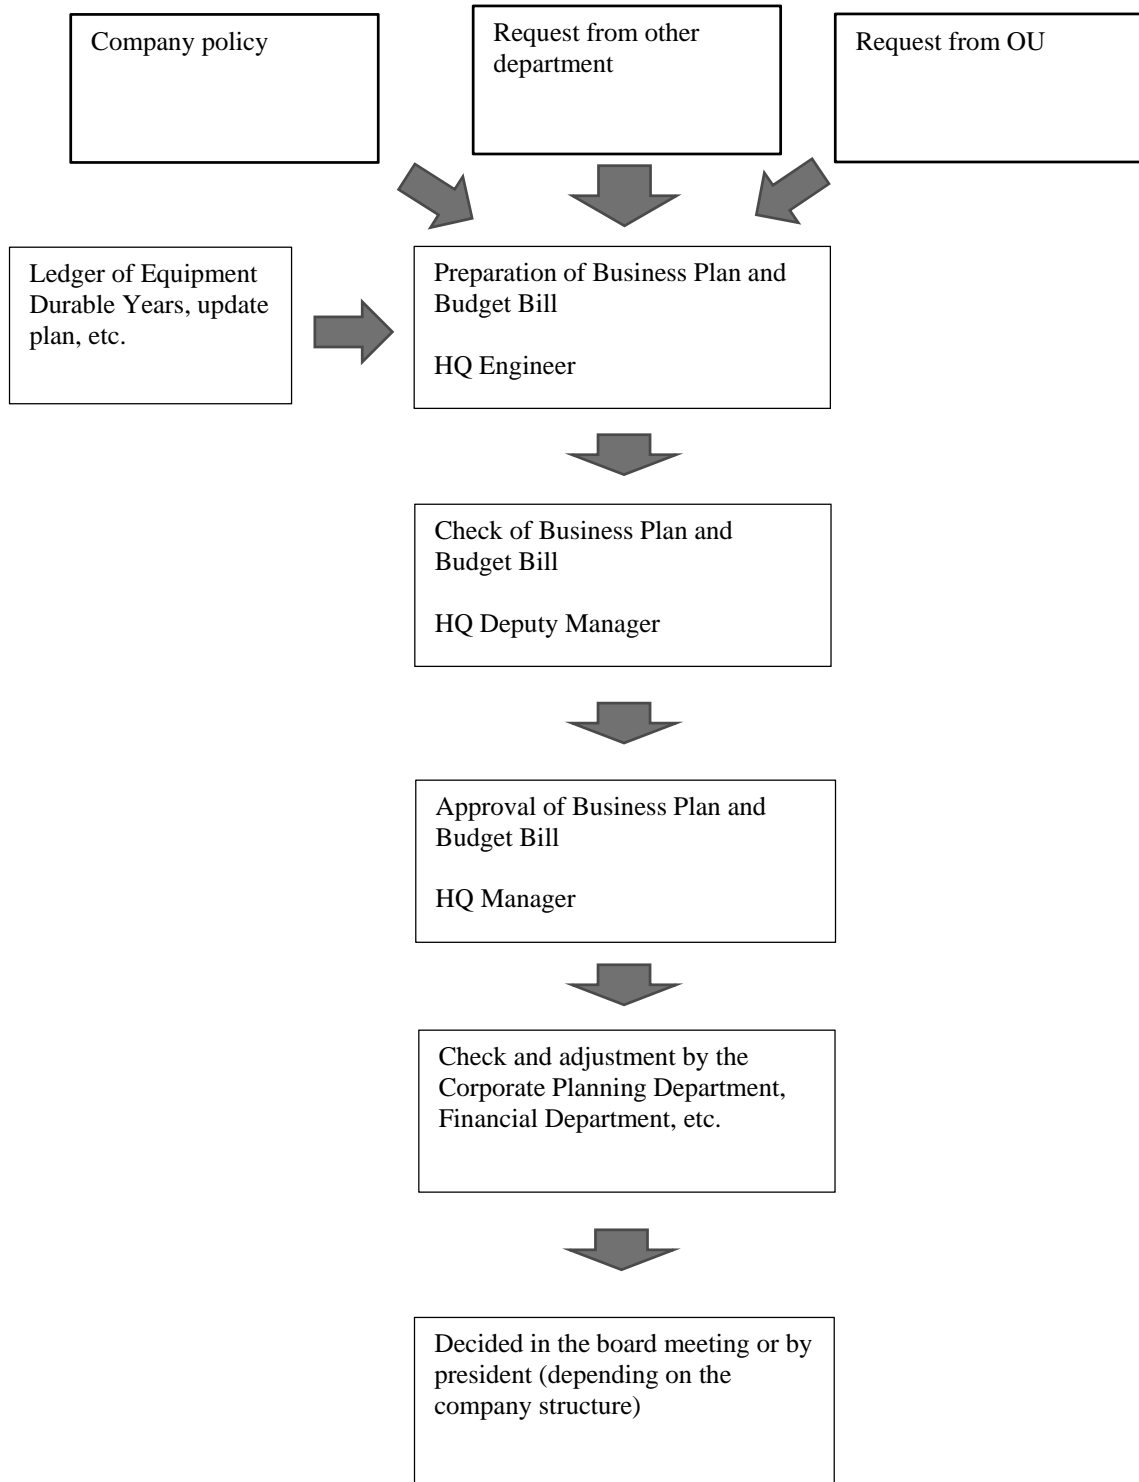 Company policy
Request from other
department
Request from OU
Ledger of Equipment
Durable Years, update
plan, etc.
Preparation of Business Plan and
Budget Bill
HQ Engineer
Check of Business Plan and
Budget Bill
HQ Deputy Manager
Approval of Business Plan and
Budget Bill
HQ Manager
Check and adjustment by the
Corporate Planning Department,
Financial Department, etc.
Decided in the board meeting or by
president (depending on the
company structure)